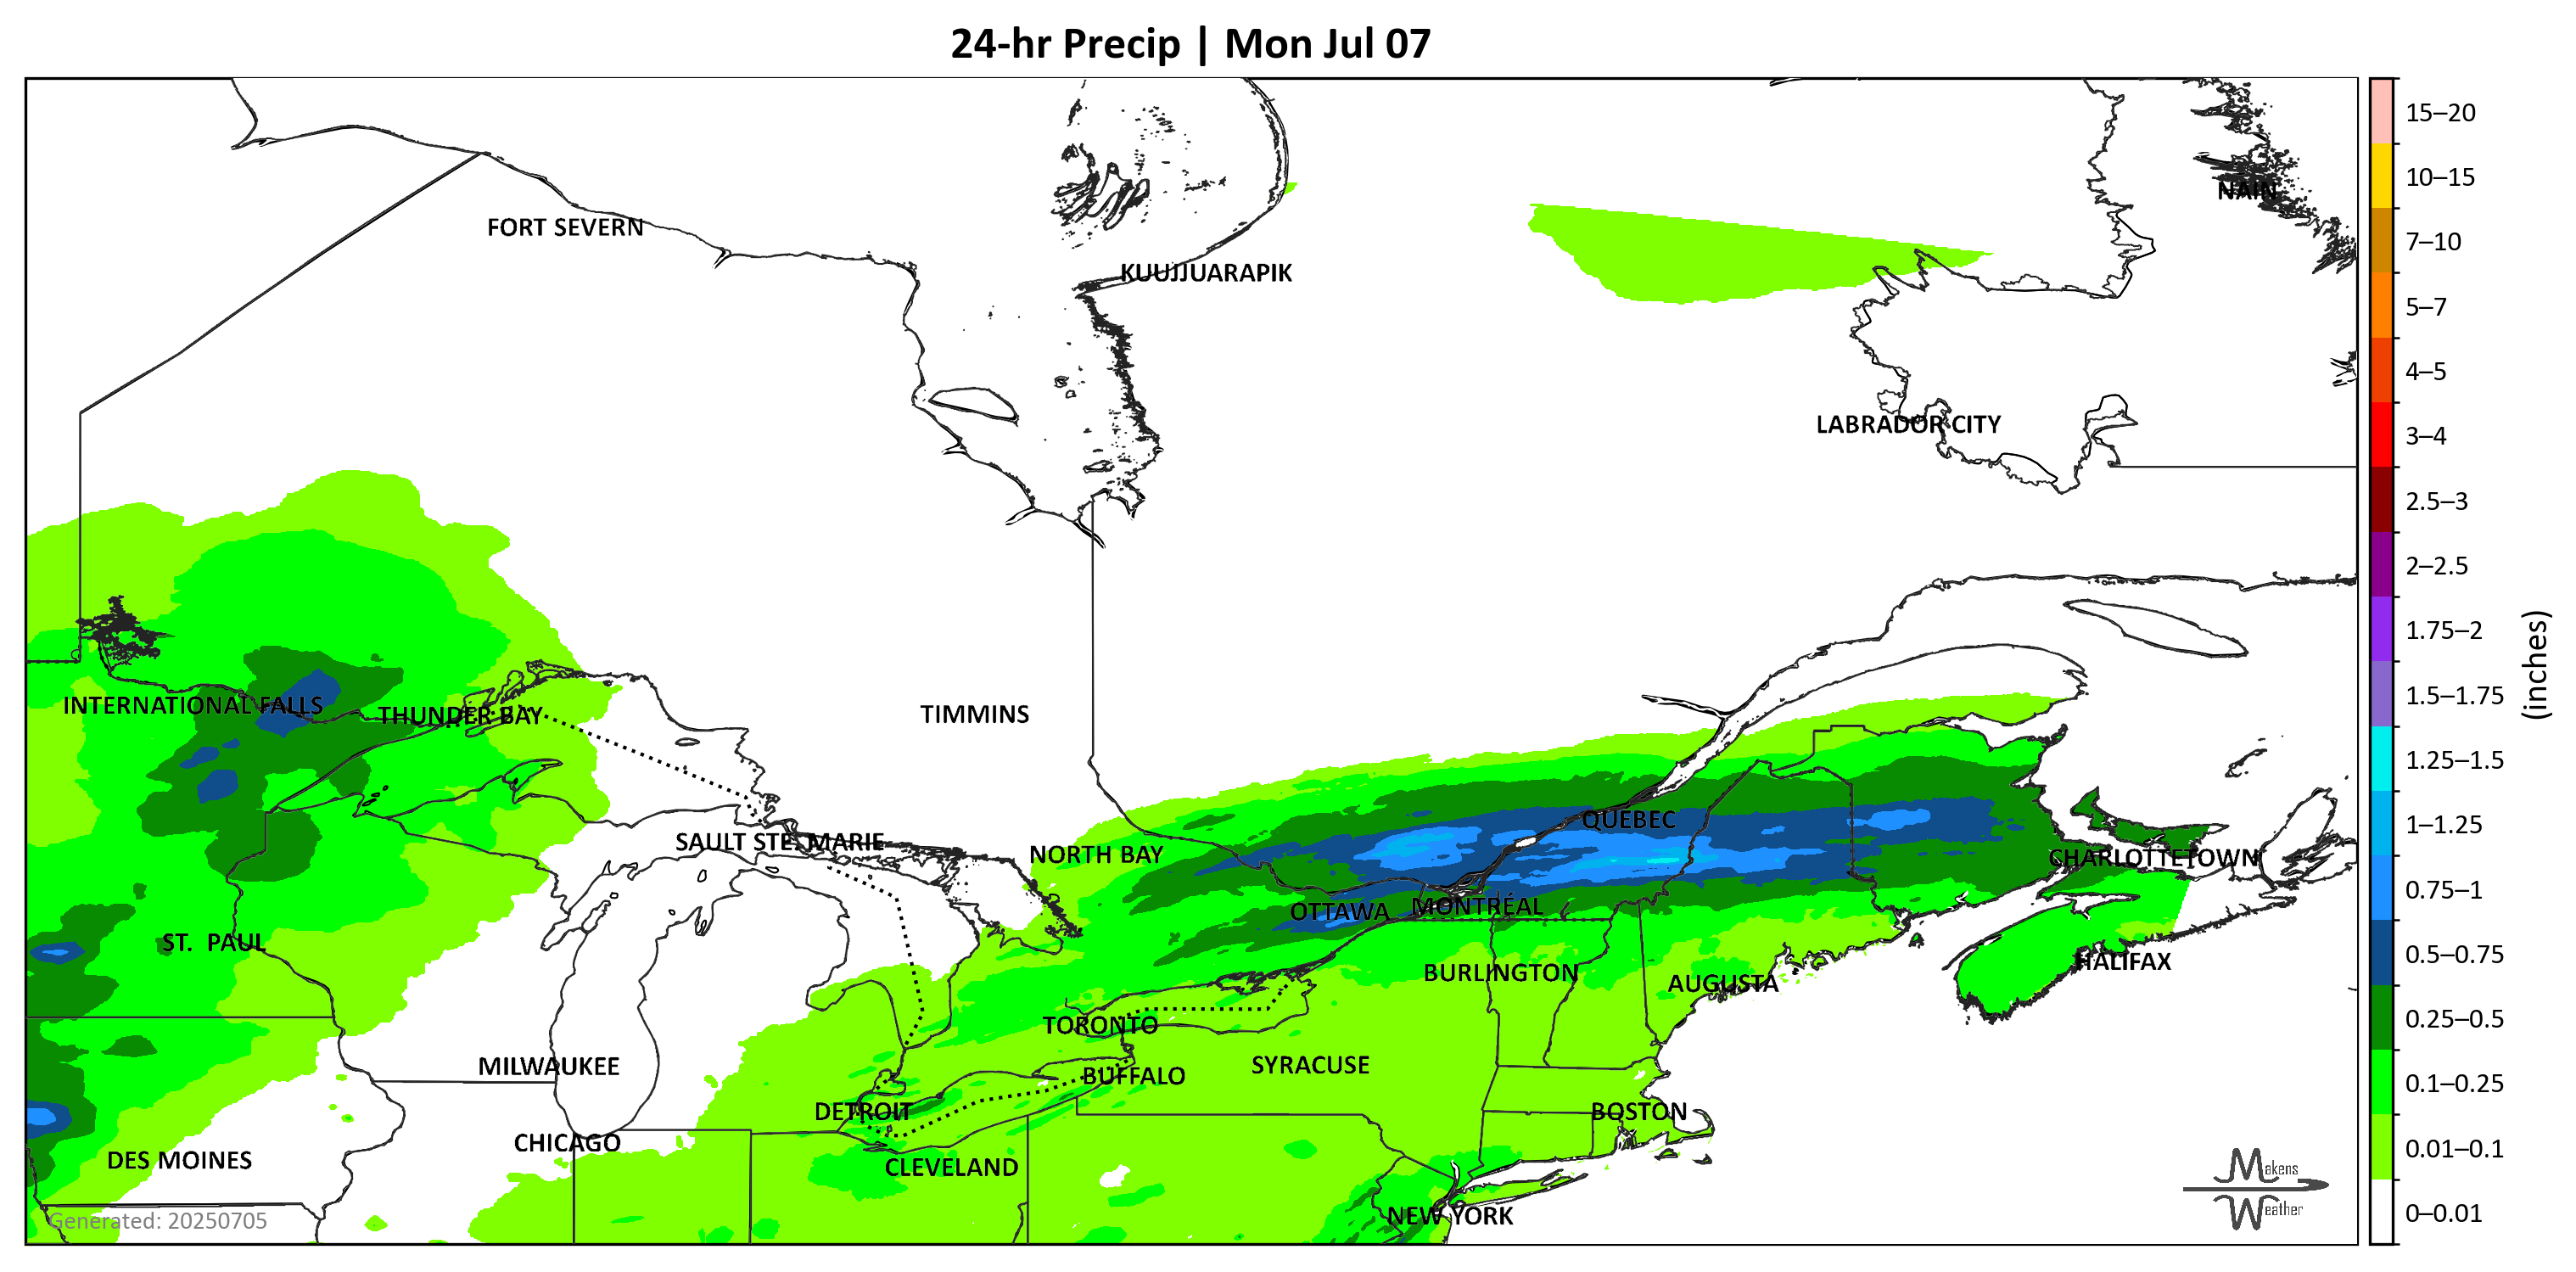 24-hr Precip | Mon Jul 07
NAIN
FORT SEVERN
KUUJJUARAPIK
LABRADOR CITY
INTERNATIONAL FALLS
THUNDER BAY
TIMMINS
QUEBEC
SAULT STE. MARIE
NORTH BAY
CHARLOTTETOWN
OTTAWA
MONTRÉAL
ST. PAUL
HALIFAX
BURLINGTON
AUGUSTA
TORONTO
MILWAUKEE
SYRACUSE
BUFFALO
DETROIT
BOSTON
CHICAGO
DES MOINES
CLEVELAND
NEW YORK
Generated: 20250705
Makens
Weather
15–20
10–15
7–10
5–7
4–5
3–4
2.5–3
2–2.5
1.75–2
1.5–1.75
1.25–1.5
1–1.25
0.75–1
0.5–0.75
0.25–0.5
0.1–0.25
0.01–0.1
0–0.01
(inches)